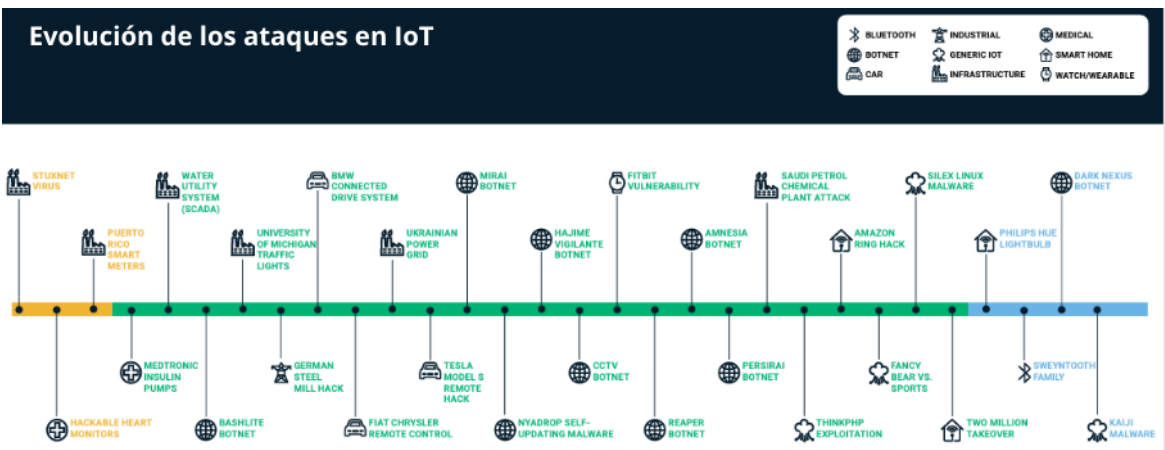 Evolución de los ataques en IoT
BLUETOOTH
INDUSTRIAL
MEDICAL
BOTNET
GENERIC IOT
SMART HOME
CAR
INFRASTRUCTURE
WATCH/WEARABLE
STUXNET
VIRUS
WATER
UTILITY
SYSTEM
(SCADA)
BMW
CONNECTED
DRIVE SYSTEM
MIRAI
BOTNET
FITBIT
VULNERABILITY
SAUDI PETROL
CHEMICAL
PLANT ATTACK
SILEX LINUX
MALWARE
DARK NEXUS
BOTNET
PUERTO
RICO
SMART
METERS
UNIVERSITY
OF MICHIGAN
TRAFFIC
LIGHTS
UKRAINIAN
POWER
GRID
HAJIME
VIGILANTE
BOTNET
AMNESIA
BOTNET
AMAZON
RING HACK
PHILIPS HUE
LIGHTBULB
MEDTRONIC
INSULIN
PUMPS
GERMAN
STEEL
MILL HACK
TESLA
MODEL S
REMOTE
HACK
CCTV
BOTNET
PERSIRAI
BOTNET
FANCY
BEAR VS.
SPORTS
SWEYNTOOTH
FAMILY
HACKABLE HEART
MONITORS
BASHLITE
BOTNET
FIAT CHRYSLER
REMOTE CONTROL
NYADROP SELF-
UPDATING MALWARE
REAPER
BOTNET
THINKPHP
EXPLOITATION
TWO MILLION
TAKEOVER
KAIJI
MALWARE